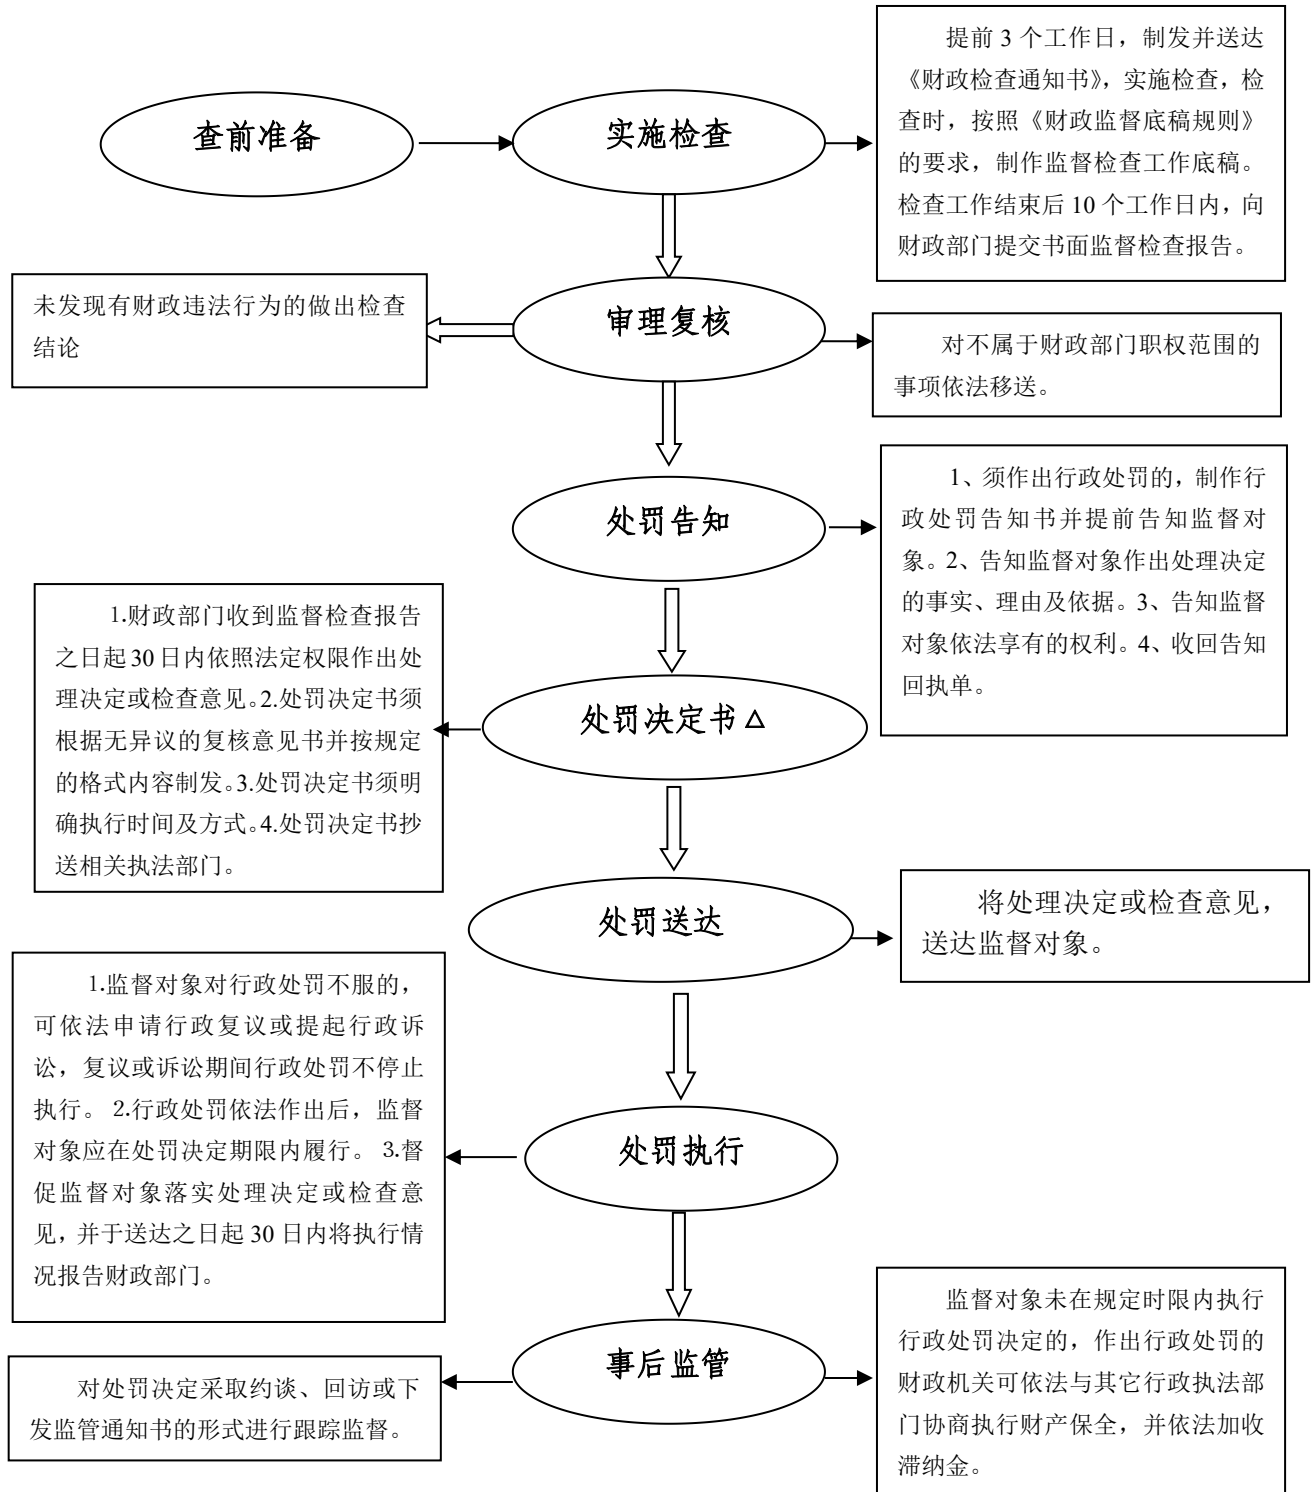 查前准备
实施检查
提前 3 个工作日，制发并送达
《财政检查通知书》，实施检查，检
查时，按照《财政监督底稿规则》
的要求，制作监督检查工作底稿。
检查工作结束后 10 个工作日内，向
财政部门提交书面监督检查报告。
未发现有财政违法行为的做出检查
结论
审理复核
对不属于财政部门职权范围的
事项依法移送。
处罚告知
1、须作出行政处罚的，制作行
政处罚告知书并提前告知监督对
象。2、告知监督对象作出处理决定
的事实、理由及依据。3、告知监督
对象依法享有的权利。4、收回告知
回执单。
1.财政部门收到监督检查报告
之日起 30 日内依照法定权限作出处
理决定或检查意见。2.处罚决定书须
根据无异议的复核意见书并按规定
的格式内容制发。3.处罚决定书须明
确执行时间及方式。4.处罚决定书抄
送相关执法部门。
处罚决定书 △
处罚送达
将处理决定或检查意见，
送达监督对象。
1.监督对象对行政处罚不服的，
可依法申请行政复议或提起行政诉
讼，复议或诉讼期间行政处罚不停止
执行。 2.行政处罚依法作出后，监督
对象应在处罚决定期限内履行。 3.督
促监督对象落实处理决定或检查意
见，并于送达之日起 30 日内将执行情
况报告财政部门。
处罚执行
事后监管
对处罚决定采取约谈、回访或下
发监管通知书的形式进行跟踪监督。
监督对象未在规定时限内执行
行政处罚决定的，作出行政处罚的
财政机关可依法与其它行政执法部
门协商执行财产保全，并依法加收
滞纳金。